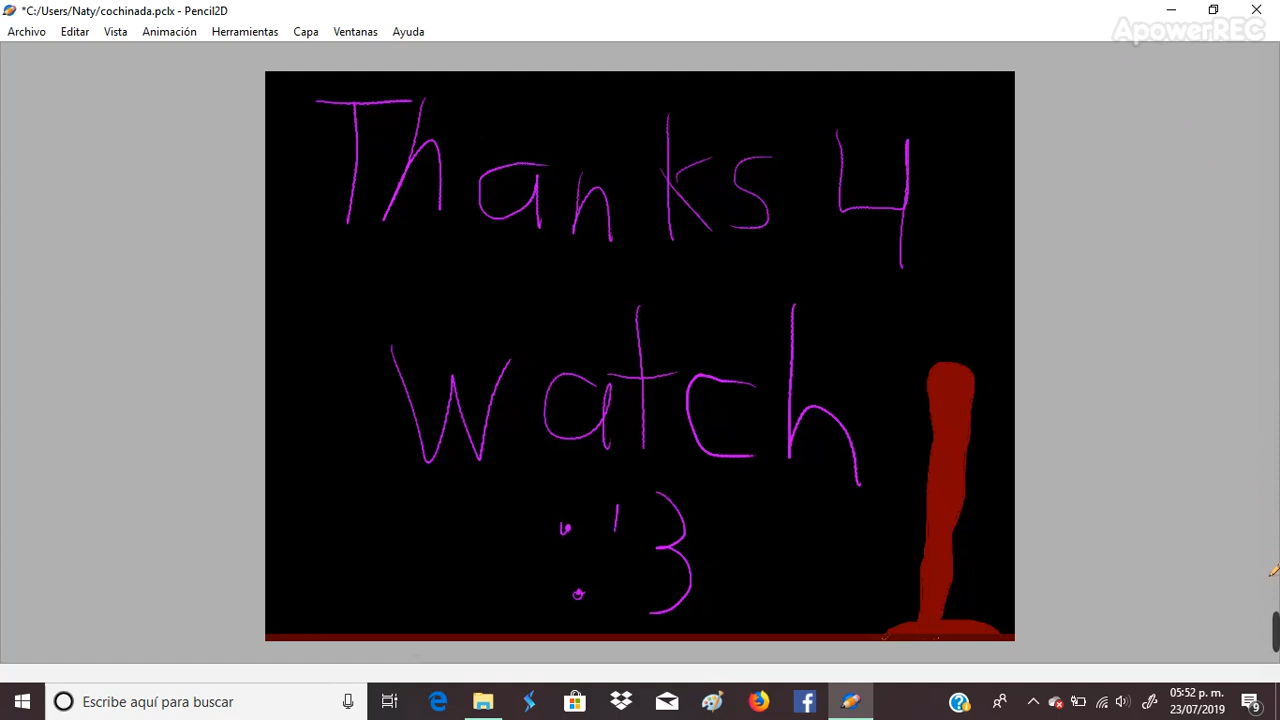 *C:/Users/Naty/cochinada.pclx - Pencil2D
ApowerREC
Archivo Editar Vista Animación Herramientas Capa Ventanas Ayuda
Thanks 4
Watch
:'3
Escribe aquí para buscar
05:52 p. m.
23/07/2019
9